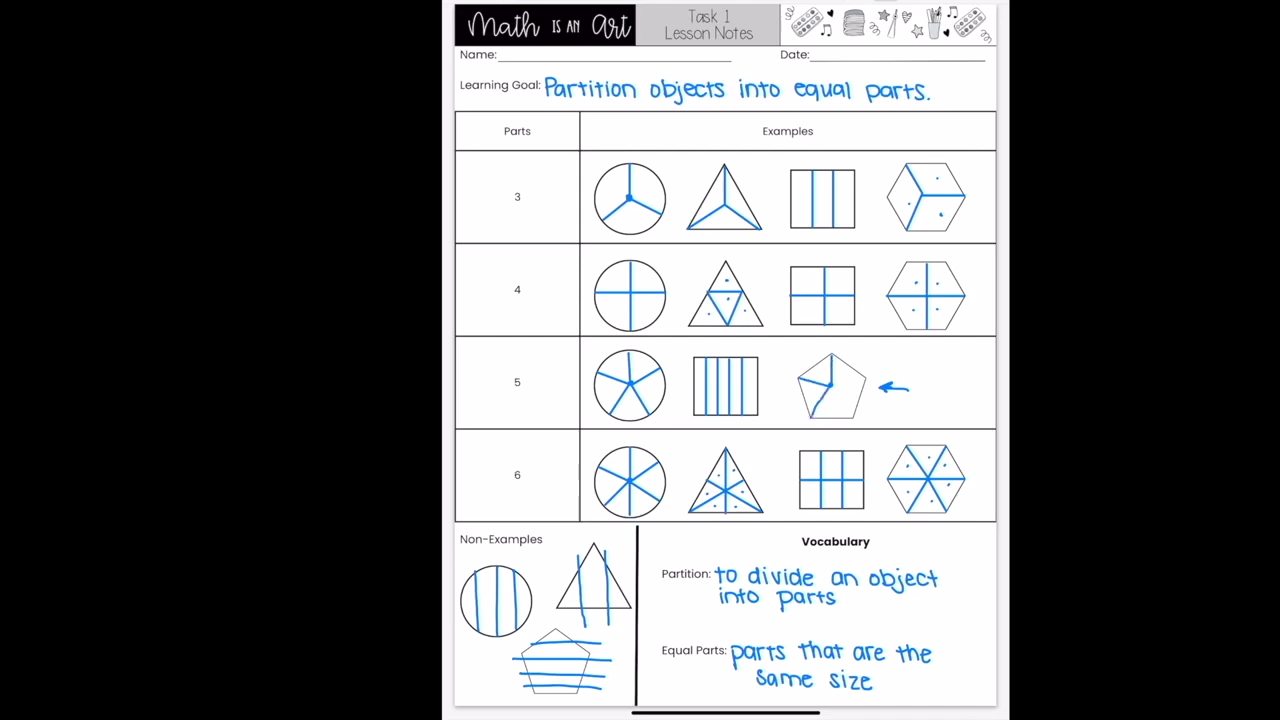 Math IS AN Art
Task 1
Lesson Notes
Name:
Date:
Learning Goal: Partition objects into equal parts.
Parts
Examples
3
4
5
6
Non-Examples
Vocabulary
Partition: to divide an object
into parts
Equal Parts: parts that are the
same size